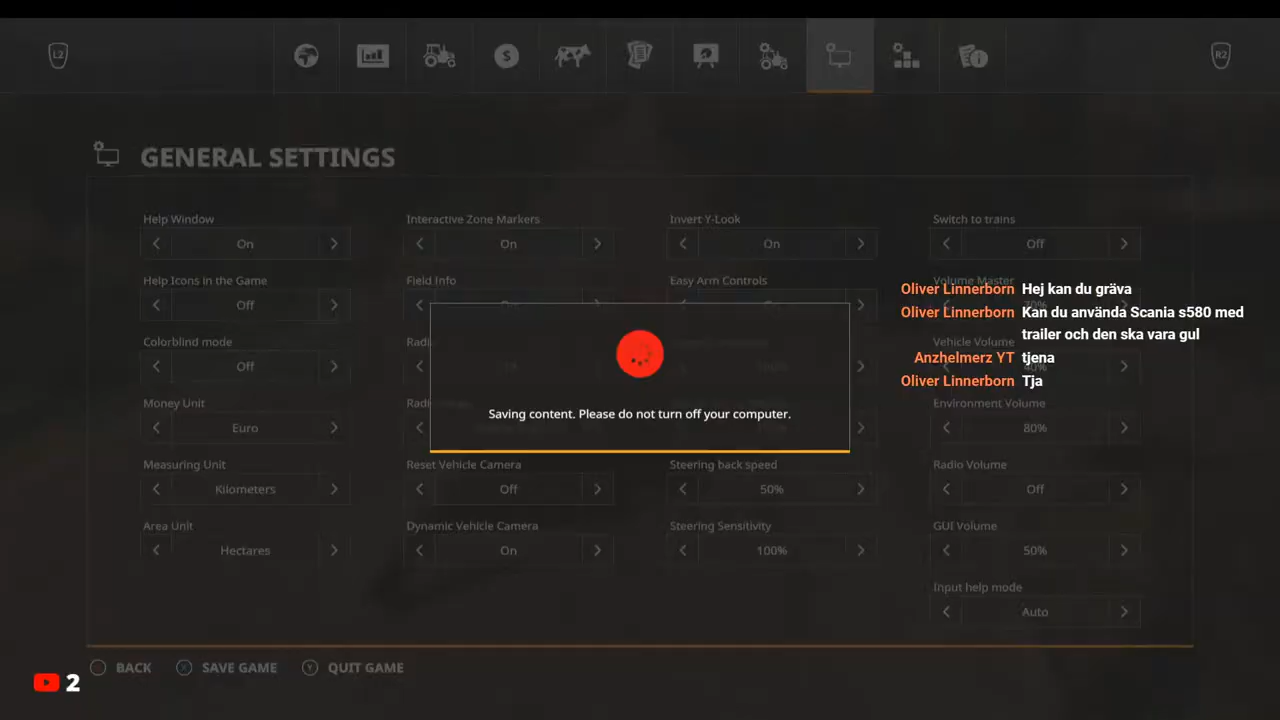 L2
R2
GENERAL SETTINGS
Help Window
On
Interactive Zone Markers
On
Invert Y-Look
On
Switch to trains
Off
Help Icons in the Game
Off
Field Info
Easy Arm Controls
Volume Master
70%
Colorblind mode
Off
Vehicle Volume
40%
Money Unit
Euro
Environment Volume
80%
Measuring Unit
Kilometers
Reset Vehicle Camera
Off
Steering back speed
50%
Radio Volume
Off
Area Unit
Hectares
Dynamic Vehicle Camera
On
Steering Sensitivity
100%
GUI Volume
50%
Input help mode
Auto
Saving content. Please do not turn off your computer.
Oliver Linnerborn Hej kan du gräva
Oliver Linnerborn Kan du använda Scania s580 med
trailer och den ska vara gul
Anzhelmerz YT tjena
Oliver Linnerborn Tja
BACK
SAVE GAME
Y QUIT GAME
2